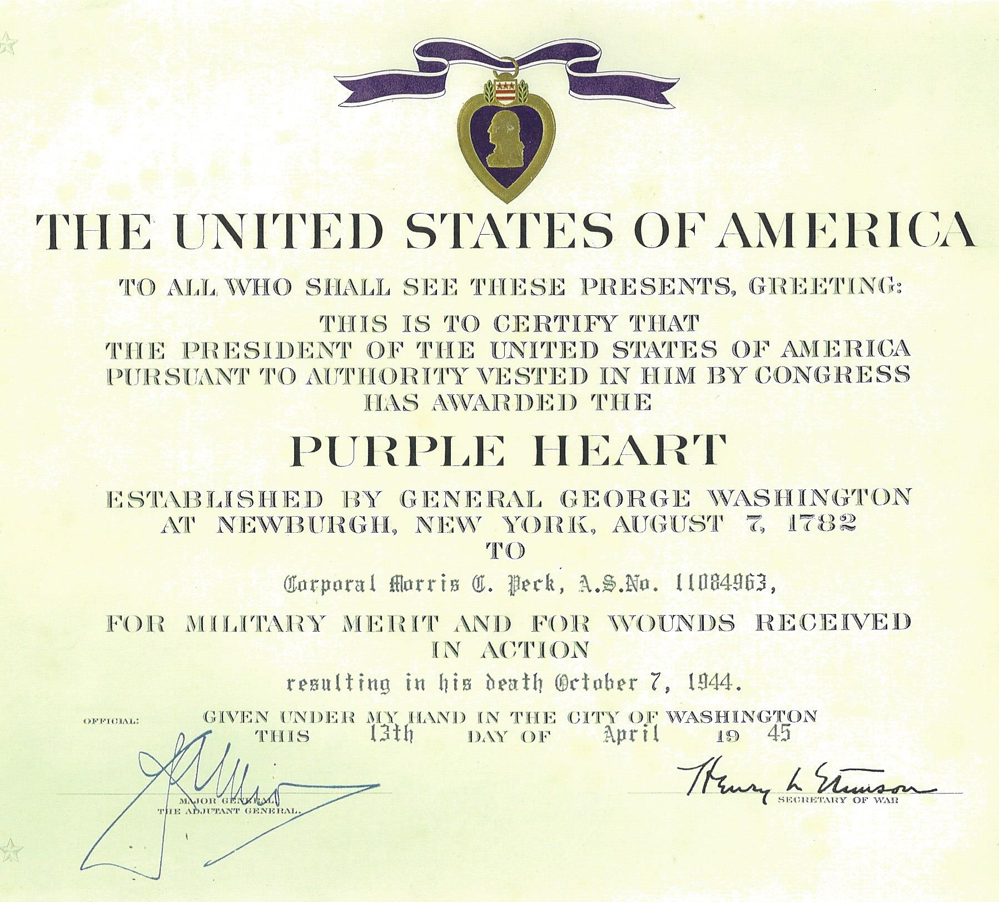 THE UNITED STATES OF AMERICA
TO ALL WHO SHALL SEE THESE PRESENTS, GREETING:
THIS IS TO CERTIFY THAT
THE PRESIDENT OF THE UNITED STATES OF AMERICA
PURSUANT TO AUTHORITY VESTED IN HIM BY CONGRESS
HAS AWARDED THE
PURPLE HEART
ESTABLISHED BY GENERAL GEORGE WASHINGTON
AT NEWBURGH, NEW YORK, AUGUST 7, 1782
TO
Corporal Morris C. Peck, A.S.No. 11084963,
FOR MILITARY MERIT AND FOR WOUNDS RECEIVED
IN ACTION
resulting in his death October 7, 1944.
OFFICIAL: GIVEN UNDER MY HAND IN THE CITY OF WASHINGTON
THIS 13th DAY OF April 19 45
Henry L Stimson
MAJOR GENERAL SECRETARY OF WAR
THE ADJUTANT GENERAL.